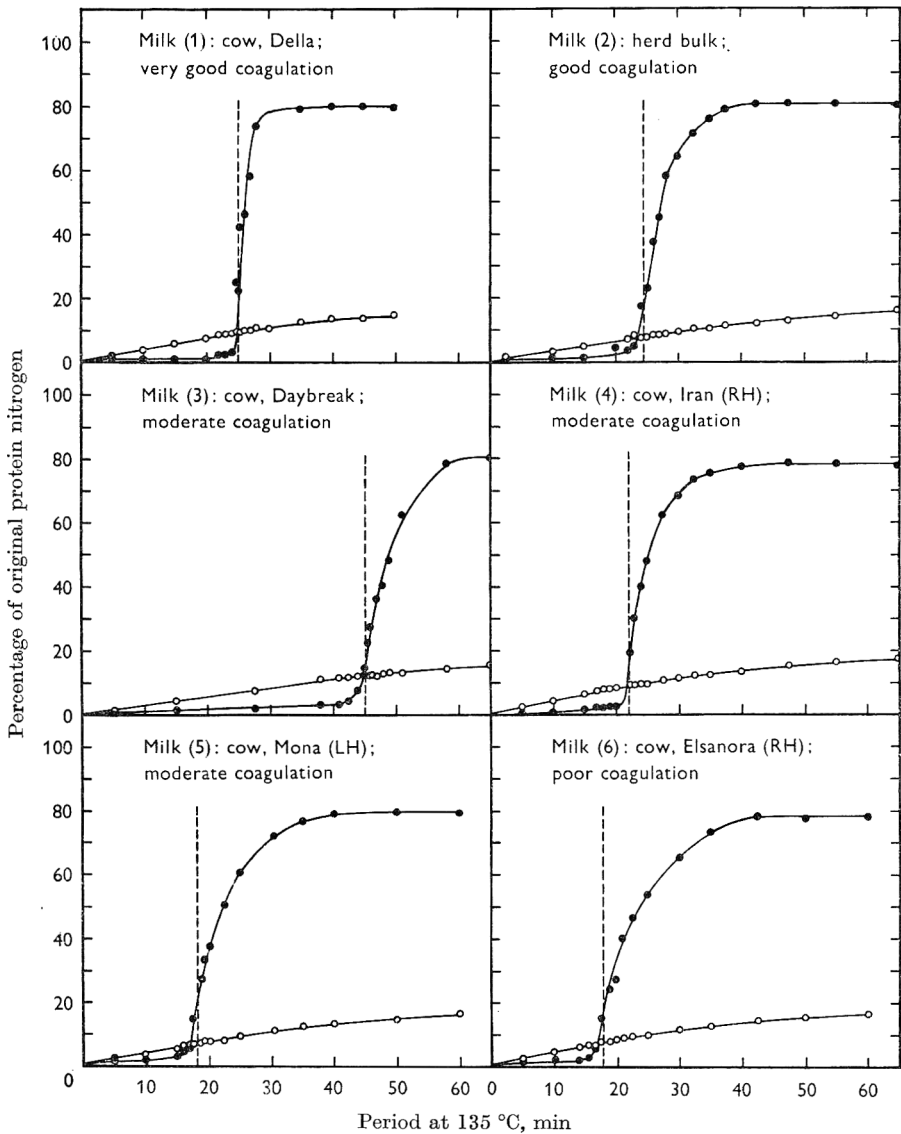 100
80
60
40
20
0
Milk (1): cow, Della;
very good coagulation
Milk (2): herd bulk;
good coagulation
100
80
60
40
20
0
Milk (3): cow, Daybreak;
moderate coagulation
Milk (4): cow, Iran (RH);
moderate coagulation
100
80
60
40
20
0
Milk (5): cow, Mona (LH);
moderate coagulation
Milk (6): cow, Elsanora (RH);
poor coagulation
10 20 30 40 50 60
10 20 30 40 50 60
Percentage of original protein nitrogen
Period at 135 °C, min